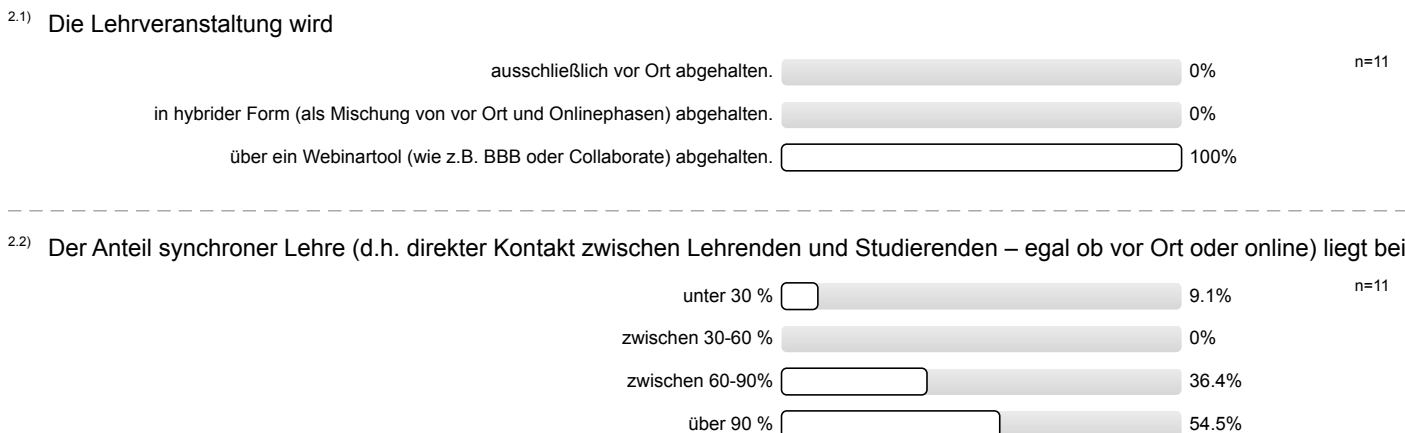 2.1) Die Lehrveranstaltung wird
ausschließlich vor Ort abgehalten. 0% n=11
in hybrider Form (als Mischung von vor Ort und Onlinephasen) abgehalten. 0%
über ein Webinartool (wie z.B. BBB oder Collaborate) abgehalten. 100%
2.2) Der Anteil synchroner Lehre (d.h. direkter Kontakt zwischen Lehrenden und Studierenden – egal ob vor Ort oder online) liegt bei
unter 30 % 9.1% n=11
zwischen 30-60 % 0%
zwischen 60-90% 36.4%
über 90 % 54.5%